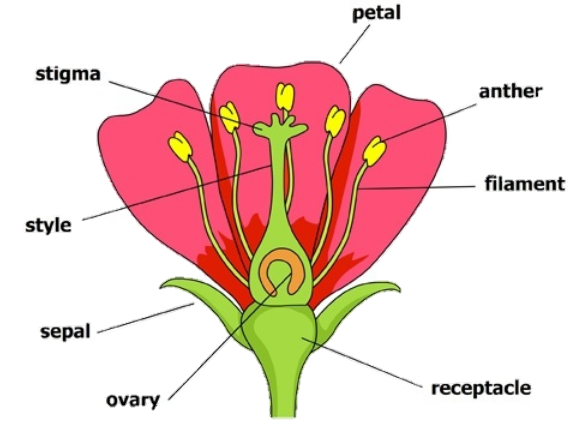 petal
stigma
anther
filament
style
sepal
ovary
receptacle